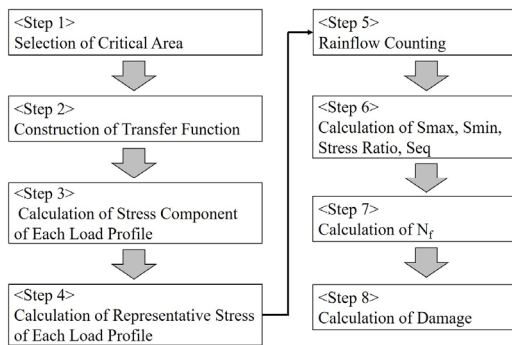 <Step 1>
Selection of Critical Area
<Step 2>
Construction of Transfer Function
<Step 3>
Calculation of Stress Component
of Each Load Profile
<Step 4>
Calculation of Representative Stress
of Each Load Profile
<Step 5>
Rainflow Counting
<Step 6>
Calculation of Smax, Smin,
Stress Ratio, Seq
<Step 7>
Calculation of Nf
<Step 8>
Calculation of Damage